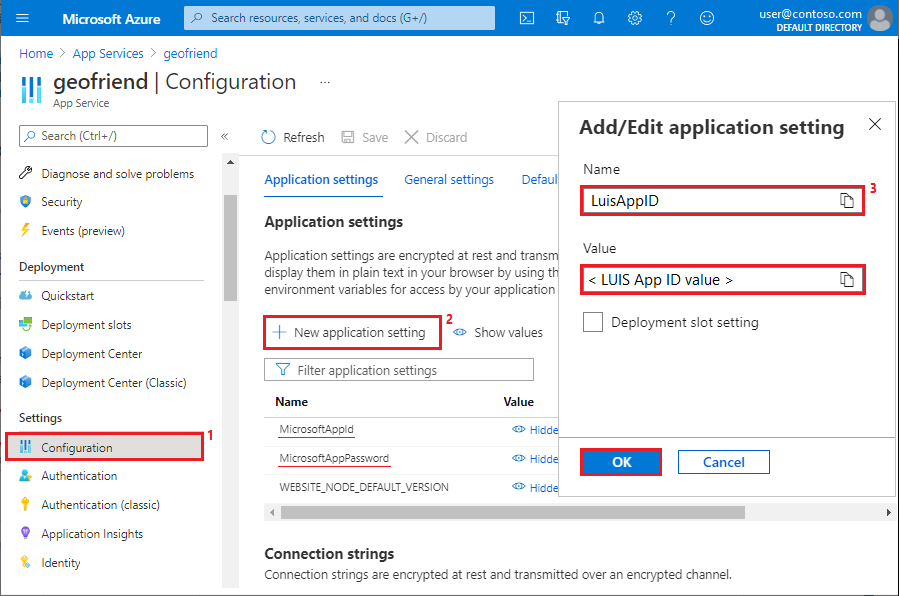 Microsoft Azure
Search resources, services, and docs (G+/)
user@contoso.com
DEFAULT DIRECTORY
Home > App Services > geofriend
geofriend | Configuration ...
App Service
Search (Ctrl+/)
«
Diagnose and solve problems
Security
Events (preview)
Deployment
Quickstart
Deployment slots
Deployment Center
Deployment Center (Classic)
Settings
Configuration
1
Authentication
Authentication (classic)
Application Insights
Identity
Refresh Save Discard
Application settings General settings Defaul
Application settings
Application settings are encrypted at rest and transm
display them in plain text in your browser by using th
environment variables for access by your application
New application setting
2
Show values
Filter application settings
Name Value
MicrosoftAppId Hidde
MicrosoftAppPassword Hidde
WEBSITE_NODE_DEFAULT_VERSION Hidde
Connection strings
Connection strings are encrypted at rest and transmitted over an encrypted channel.
Add/Edit application setting
Name
LuisAppID
3
Value
< LUIS App ID value >
Deployment slot setting
OK Cancel